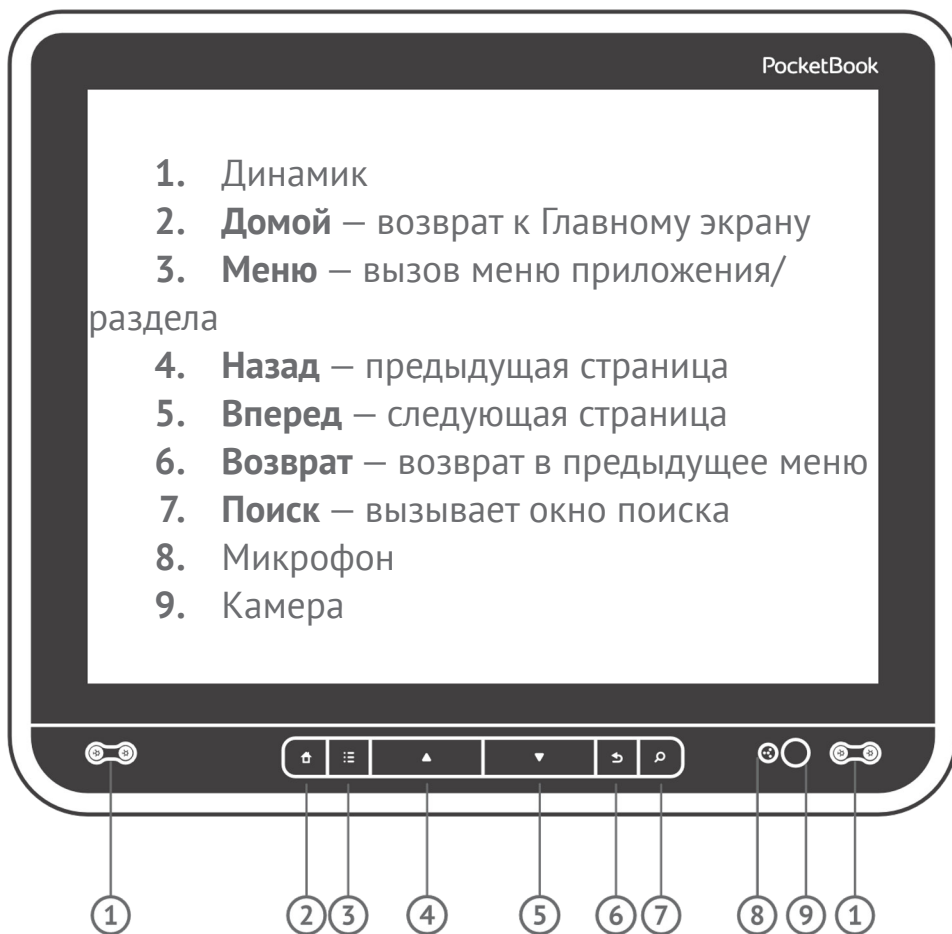 PocketBook
1. Динамик
2. Домой — возврат к Главному экрану
3. Меню — вызов меню приложения/
раздела
4. Назад — предыдущая страница
5. Вперед — следующая страница
6. Возврат — возврат в предыдущее меню
7. Поиск — вызывает окно поиска
8. Микрофон
9. Камера
1 2 3 4 5 6 7 8 9 1